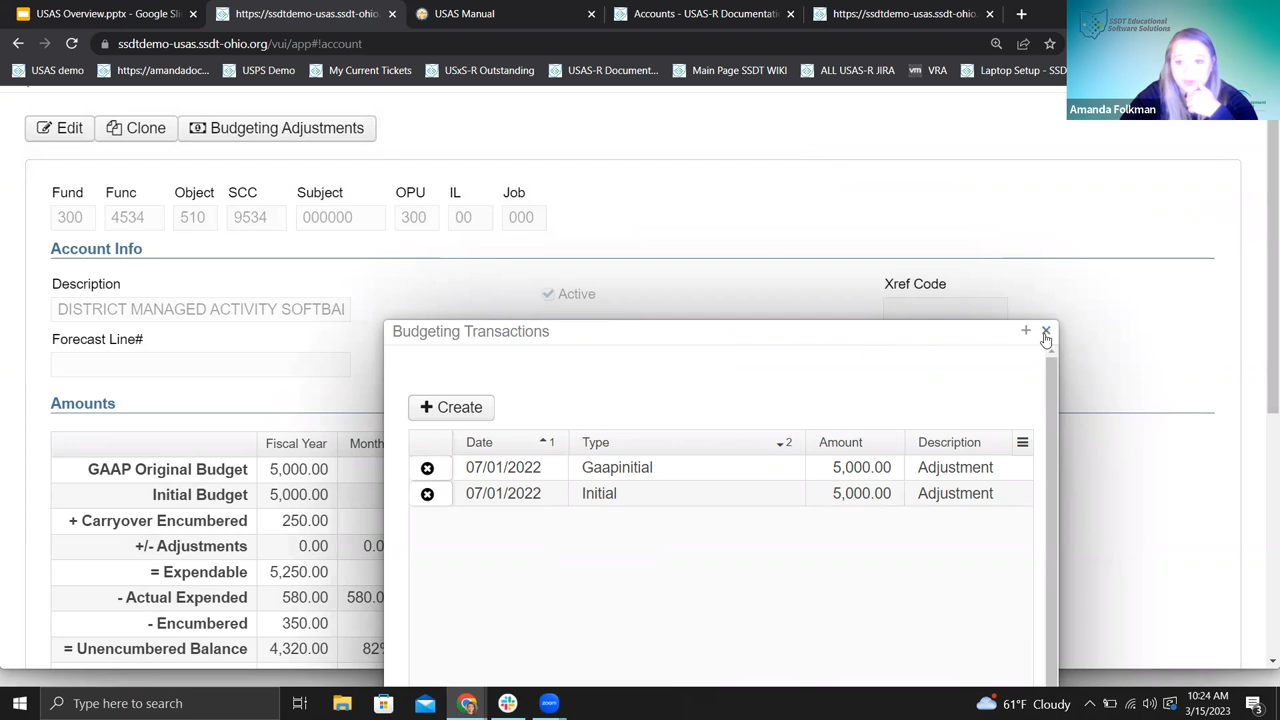 USAS Overview.pptx - Google Sli
https://ssdtdemo-usas.ssdt-ohio.
USAS Manual
Accounts - USAS-R Documentati
https://ssdtdemo-usas.ssdt-ohio.
ssdtdemo-usas.ssdt-ohio.org/vui/app#!account
USAS demo
https://amandadoc...
USPS Demo
My Current Tickets
USxS-R Onboarding
USAS-R Document...
Main Page SSDT WIKI
ALL USAS-R JIRA
VRA
Laptop Setup - SSD
SSDT Educational
Software Solutions
Amanda Folkman
Edit Clone Budgeting Adjustments
Fund Func Object SCC Subject OPU IL Job
300 4534 510 9534 000000 300 00 000
Account Info
Description
Active
Xref Code
DISTRICT MANAGED ACTIVITY SOFTBAI
Forecast Line#
Budgeting Transactions
Amounts
Fiscal Year Month
GAAP Original Budget 5,000.00
Initial Budget 5,000.00
+ Carryover Encumbered 250.00
+/- Adjustments 0.00 0.0
= Expendable 5,250.00
- Actual Expended 580.00 580.0
- Encumbered 350.00
= Unencumbered Balance 4,320.00 82%
+ Create
Date 1 Type 2 Amount Description
07/01/2022 Gaapinitial 5,000.00 Adjustment
07/01/2022 Initial 5,000.00 Adjustment
Type here to search
61°F Cloudy
10:24 AM
3/15/2023
3